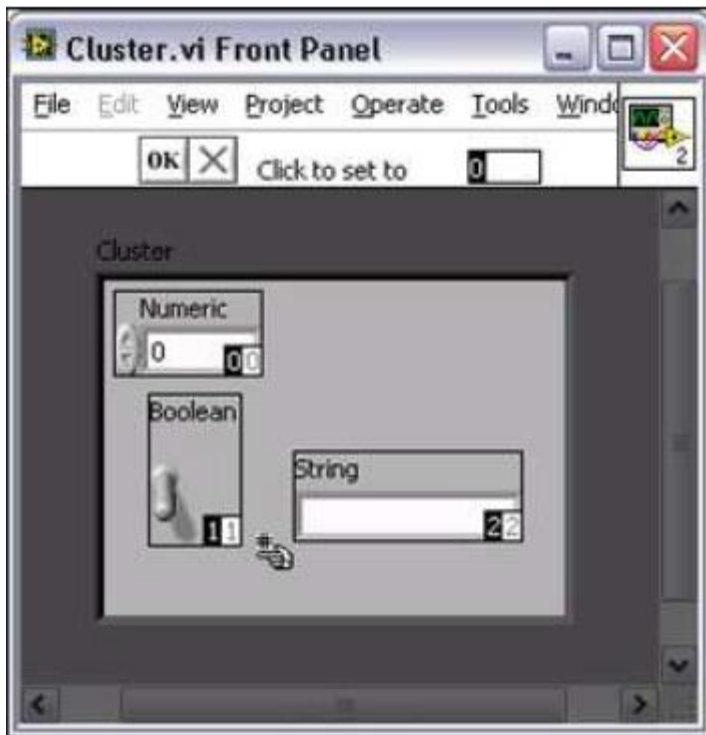 Cluster.vi Front Panel
File Edit View Project Operate Tools Wind
2
OK Click to set to 0
Cluster
Numeric
0 0 0
Boolean
1 1
String
2 2
#